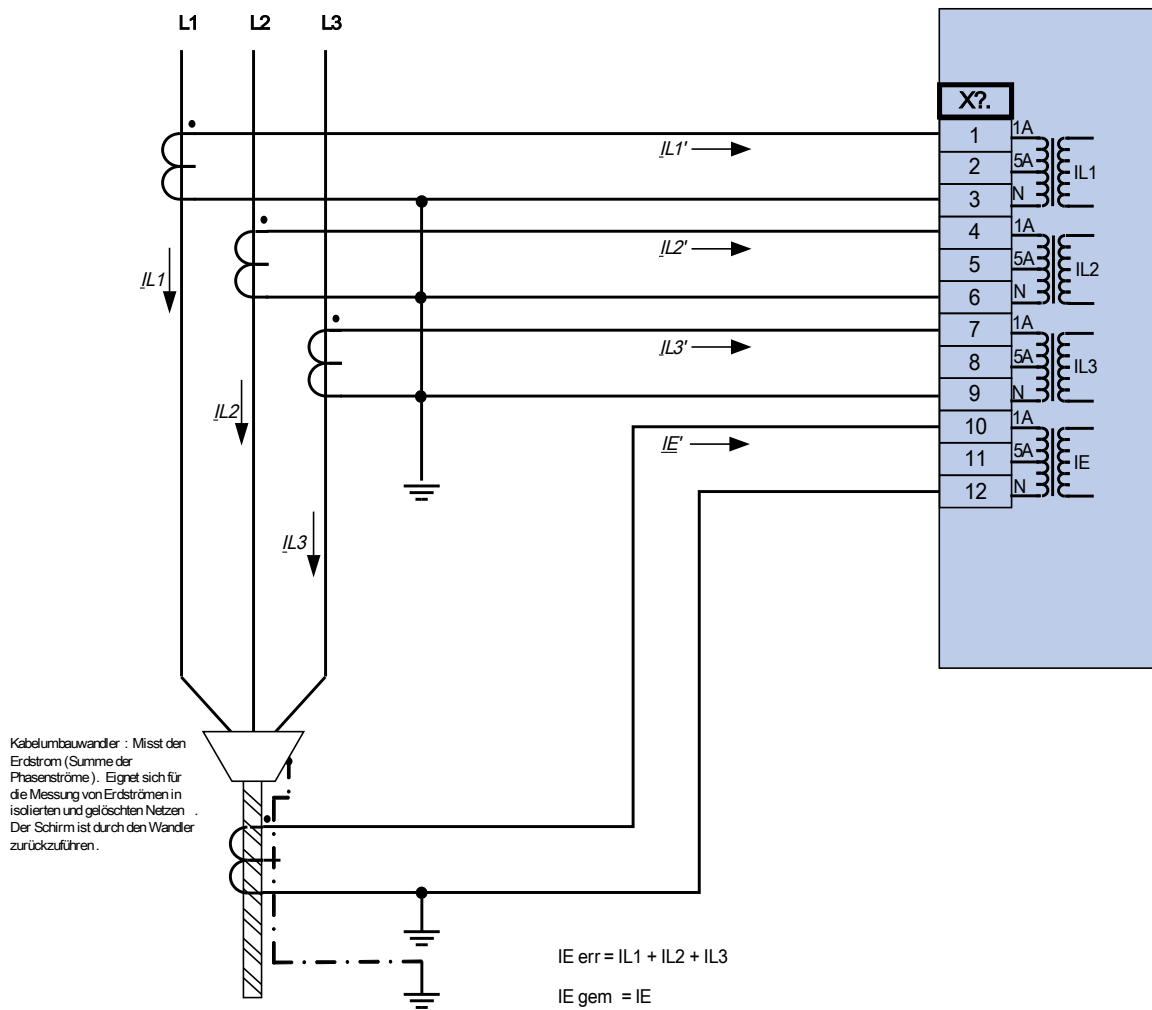 L1 L2 L3
X?.
1 1A
2 5A
3 N
IL1
4 1A
5 5A
6 N
IL2
7 1A
8 5A
9 N
IL3
10 1A
11 5A
12 N
IE
IL1'
IL2'
IL3'
IE'
IL1
IL2
IL3
Kabelumbauwandler : Misst den
Erdstrom (Summe der
Phasenströme ). Eignet sich für
die Messung von Erdströmen in
isolierten und gelöschten Netzen .
Der Schirm ist durch den Wandler
zurückzuführen .
IE err = IL1 + IL2 + IL3
IE gem = IE